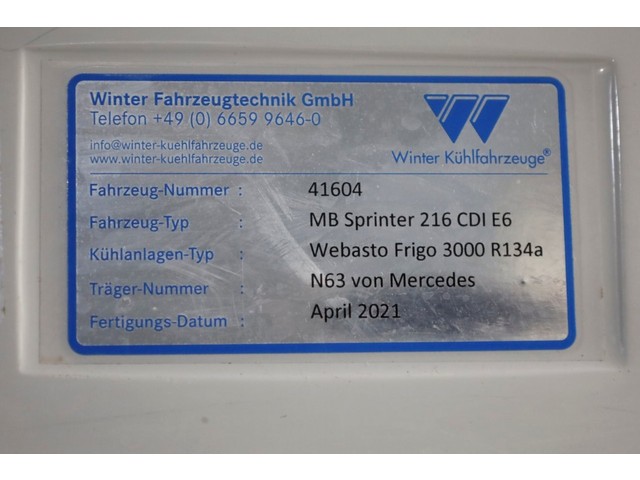 Winter Fahrzeugtechnik GmbH
Telefon +49 (0) 6659 9646-0
info@winter-kuehlfahrzeuge.de
www.winter-kuehlfahrzeuge.de
Winter Kühlfahrzeuge®
Fahrzeug-Nummer : 41604
Fahrzeug-Typ : MB Sprinter 216 CDI E6
Kühlanlagen-Typ : Webasto Frigo 3000 R134a
Träger-Nummer : N63 von Mercedes
Fertigungs-Datum : April 2021